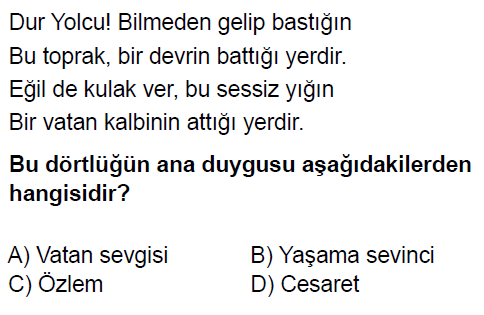 Dur Yolcu! Bilmeden gelip bastığın
Bu toprak, bir devrin battığı yerdir.
Eğil de kulak ver, bu sessiz yığın
Bir vatan kalbinin attığı yerdir.
Bu dörtlüğün ana duygusu aşağıdakilerden
hangisidir?
A) Vatan sevgisi B) Yaşama sevinci
C) Özlem D) Cesaret